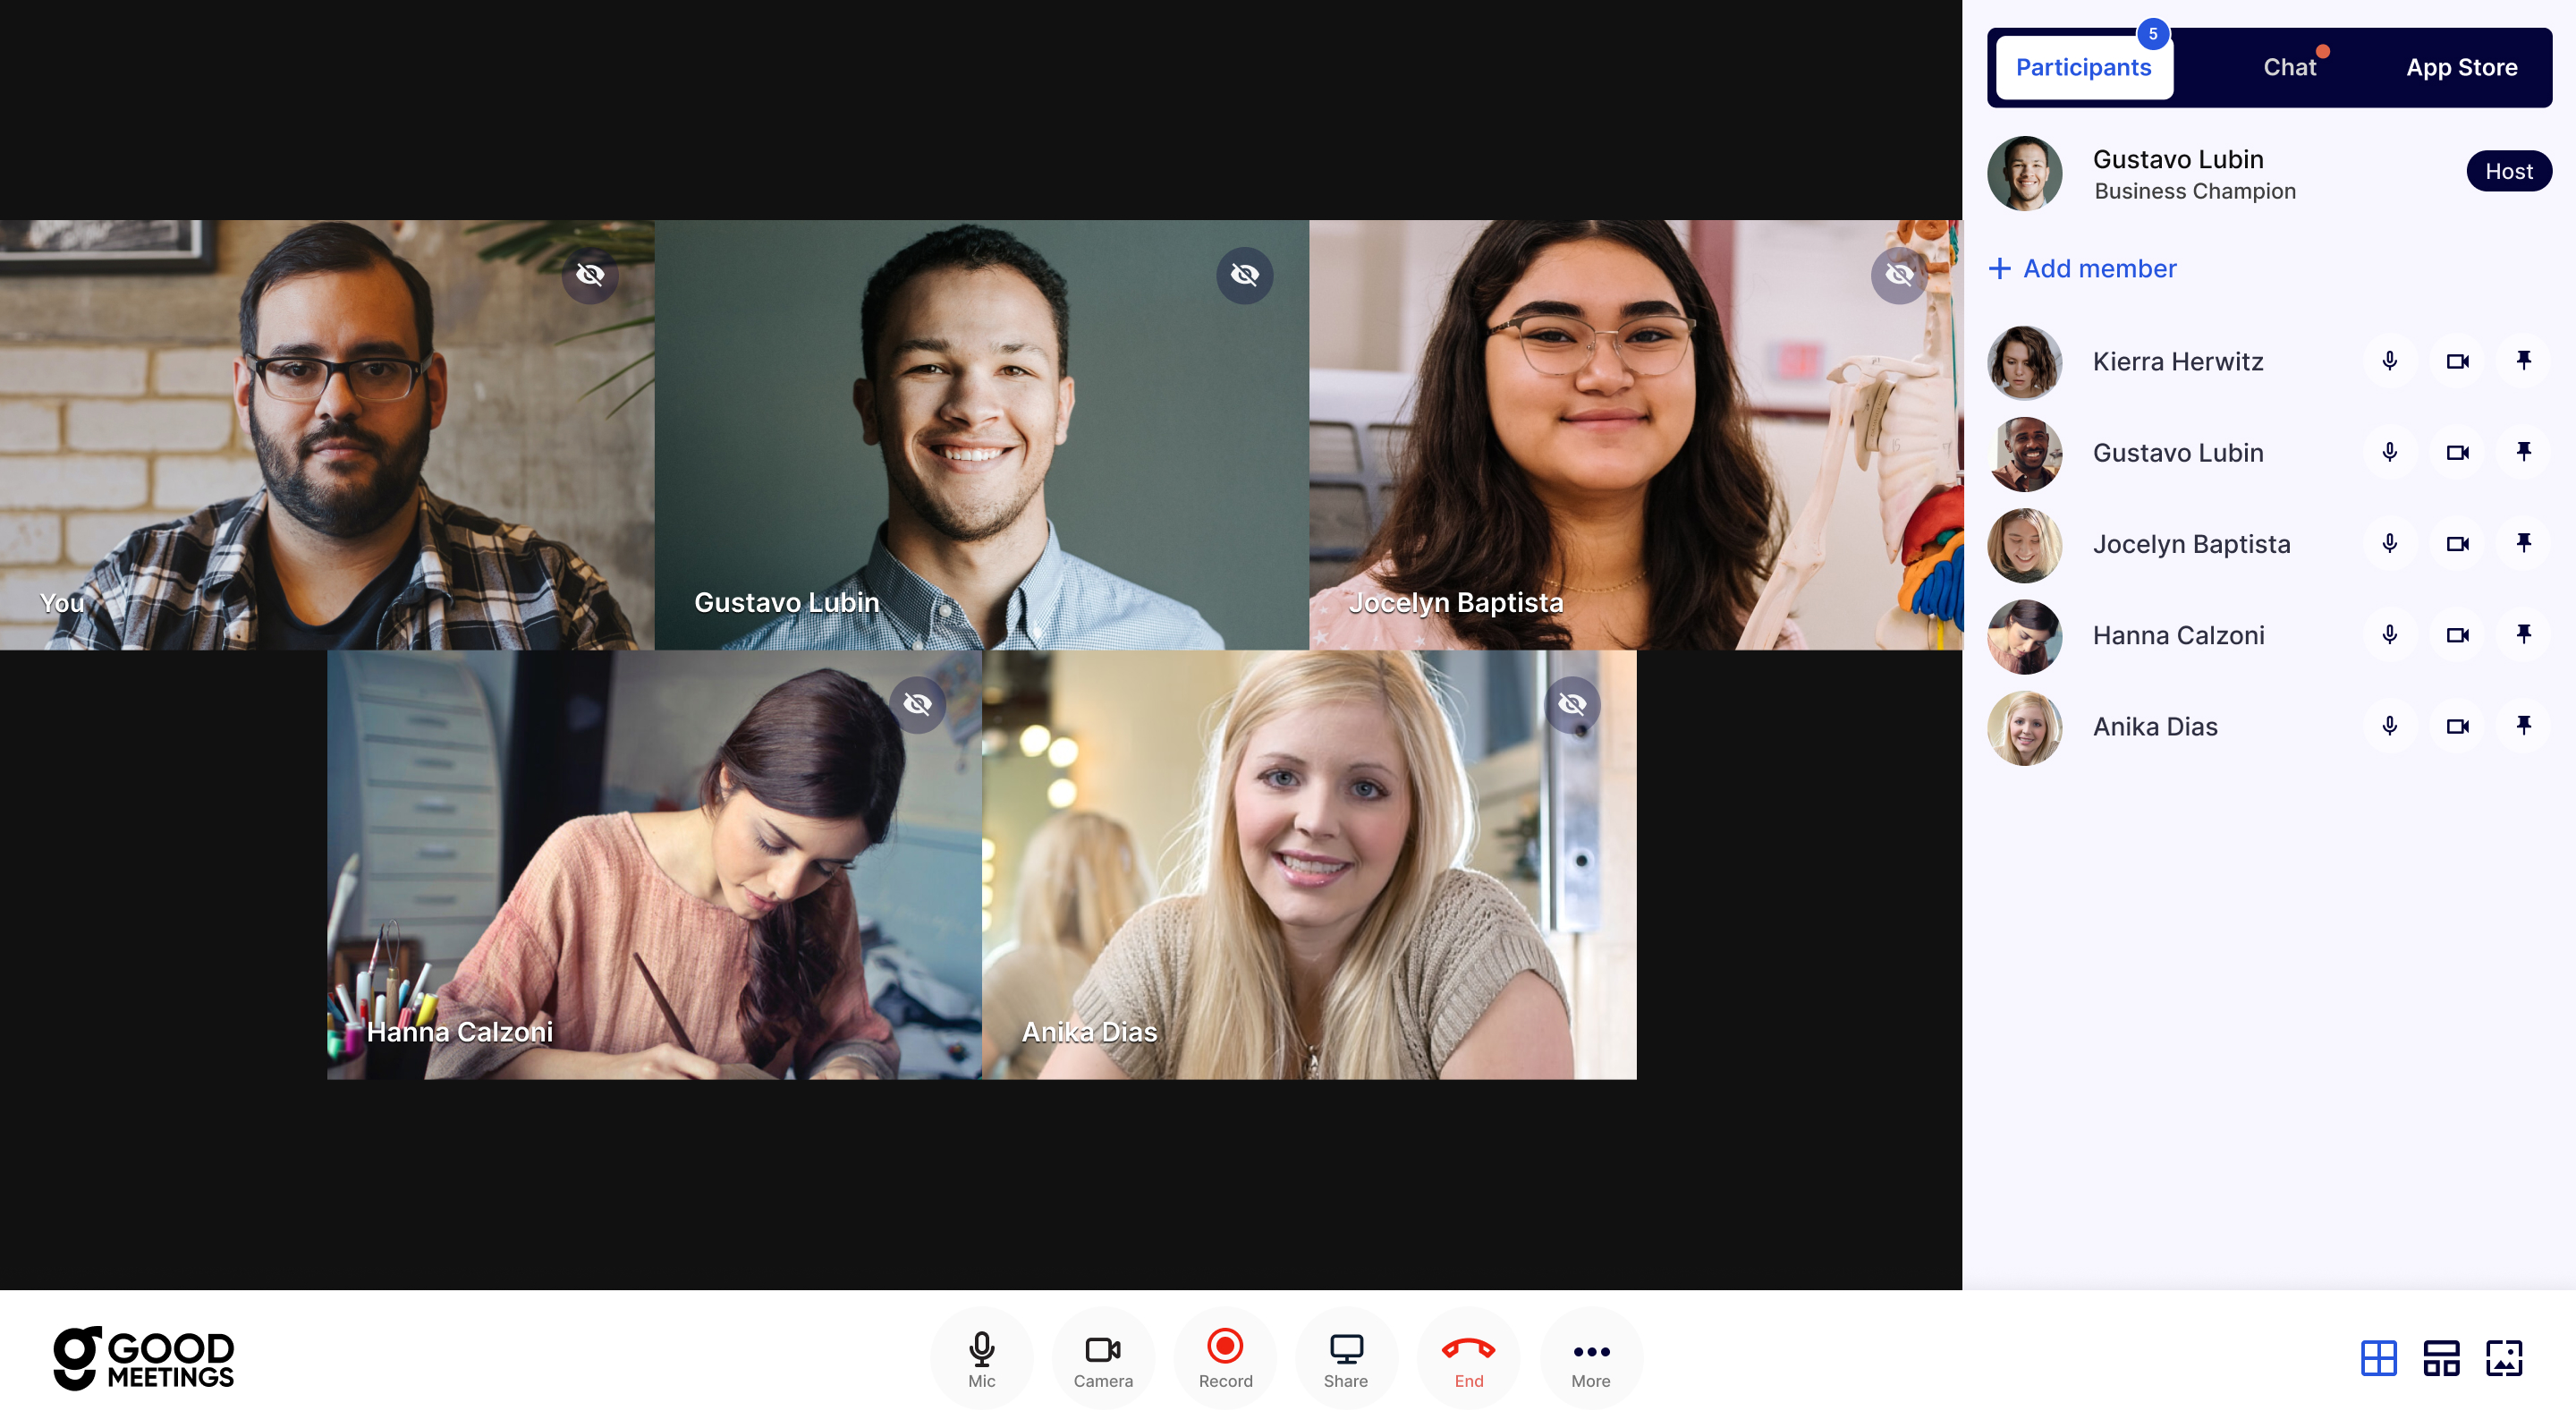 5
Participants
Chat
App Store
Gustavo Lubin
Business Champion
Host
Add member
Kierra Herwitz
Gustavo Lubin
Jocelyn Baptista
Hanna Calzoni
Anika Dias
You
Gustavo Lubin
Jocelyn Baptista
Hanna Calzoni
Anika Dias
GOOD
MEETINGS
Mic
Camera
Record
Share
End
More